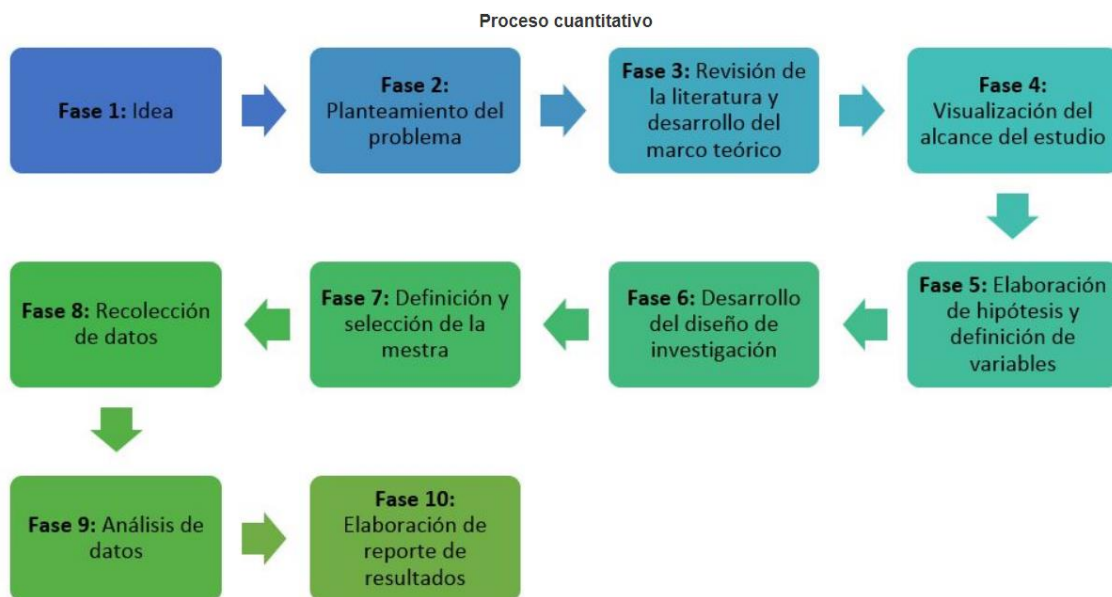 Proceso cuantitativo
Fase 1: Idea
Fase 2:
Planteamiento del
problema
Fase 3: Revisión de
la literatura y
desarrollo del
marco teórico
Fase 4:
Visualización del
alcance del estudio
Fase 5: Elaboración
de hipótesis y
definición de
variables
Fase 6: Desarrollo
del diseño de
investigación
Fase 7: Definición y
selección de la
mestra
Fase 8: Recolección
de datos
Fase 9: Análisis de
datos
Fase 10:
Elaboración de
reporte de
resultados